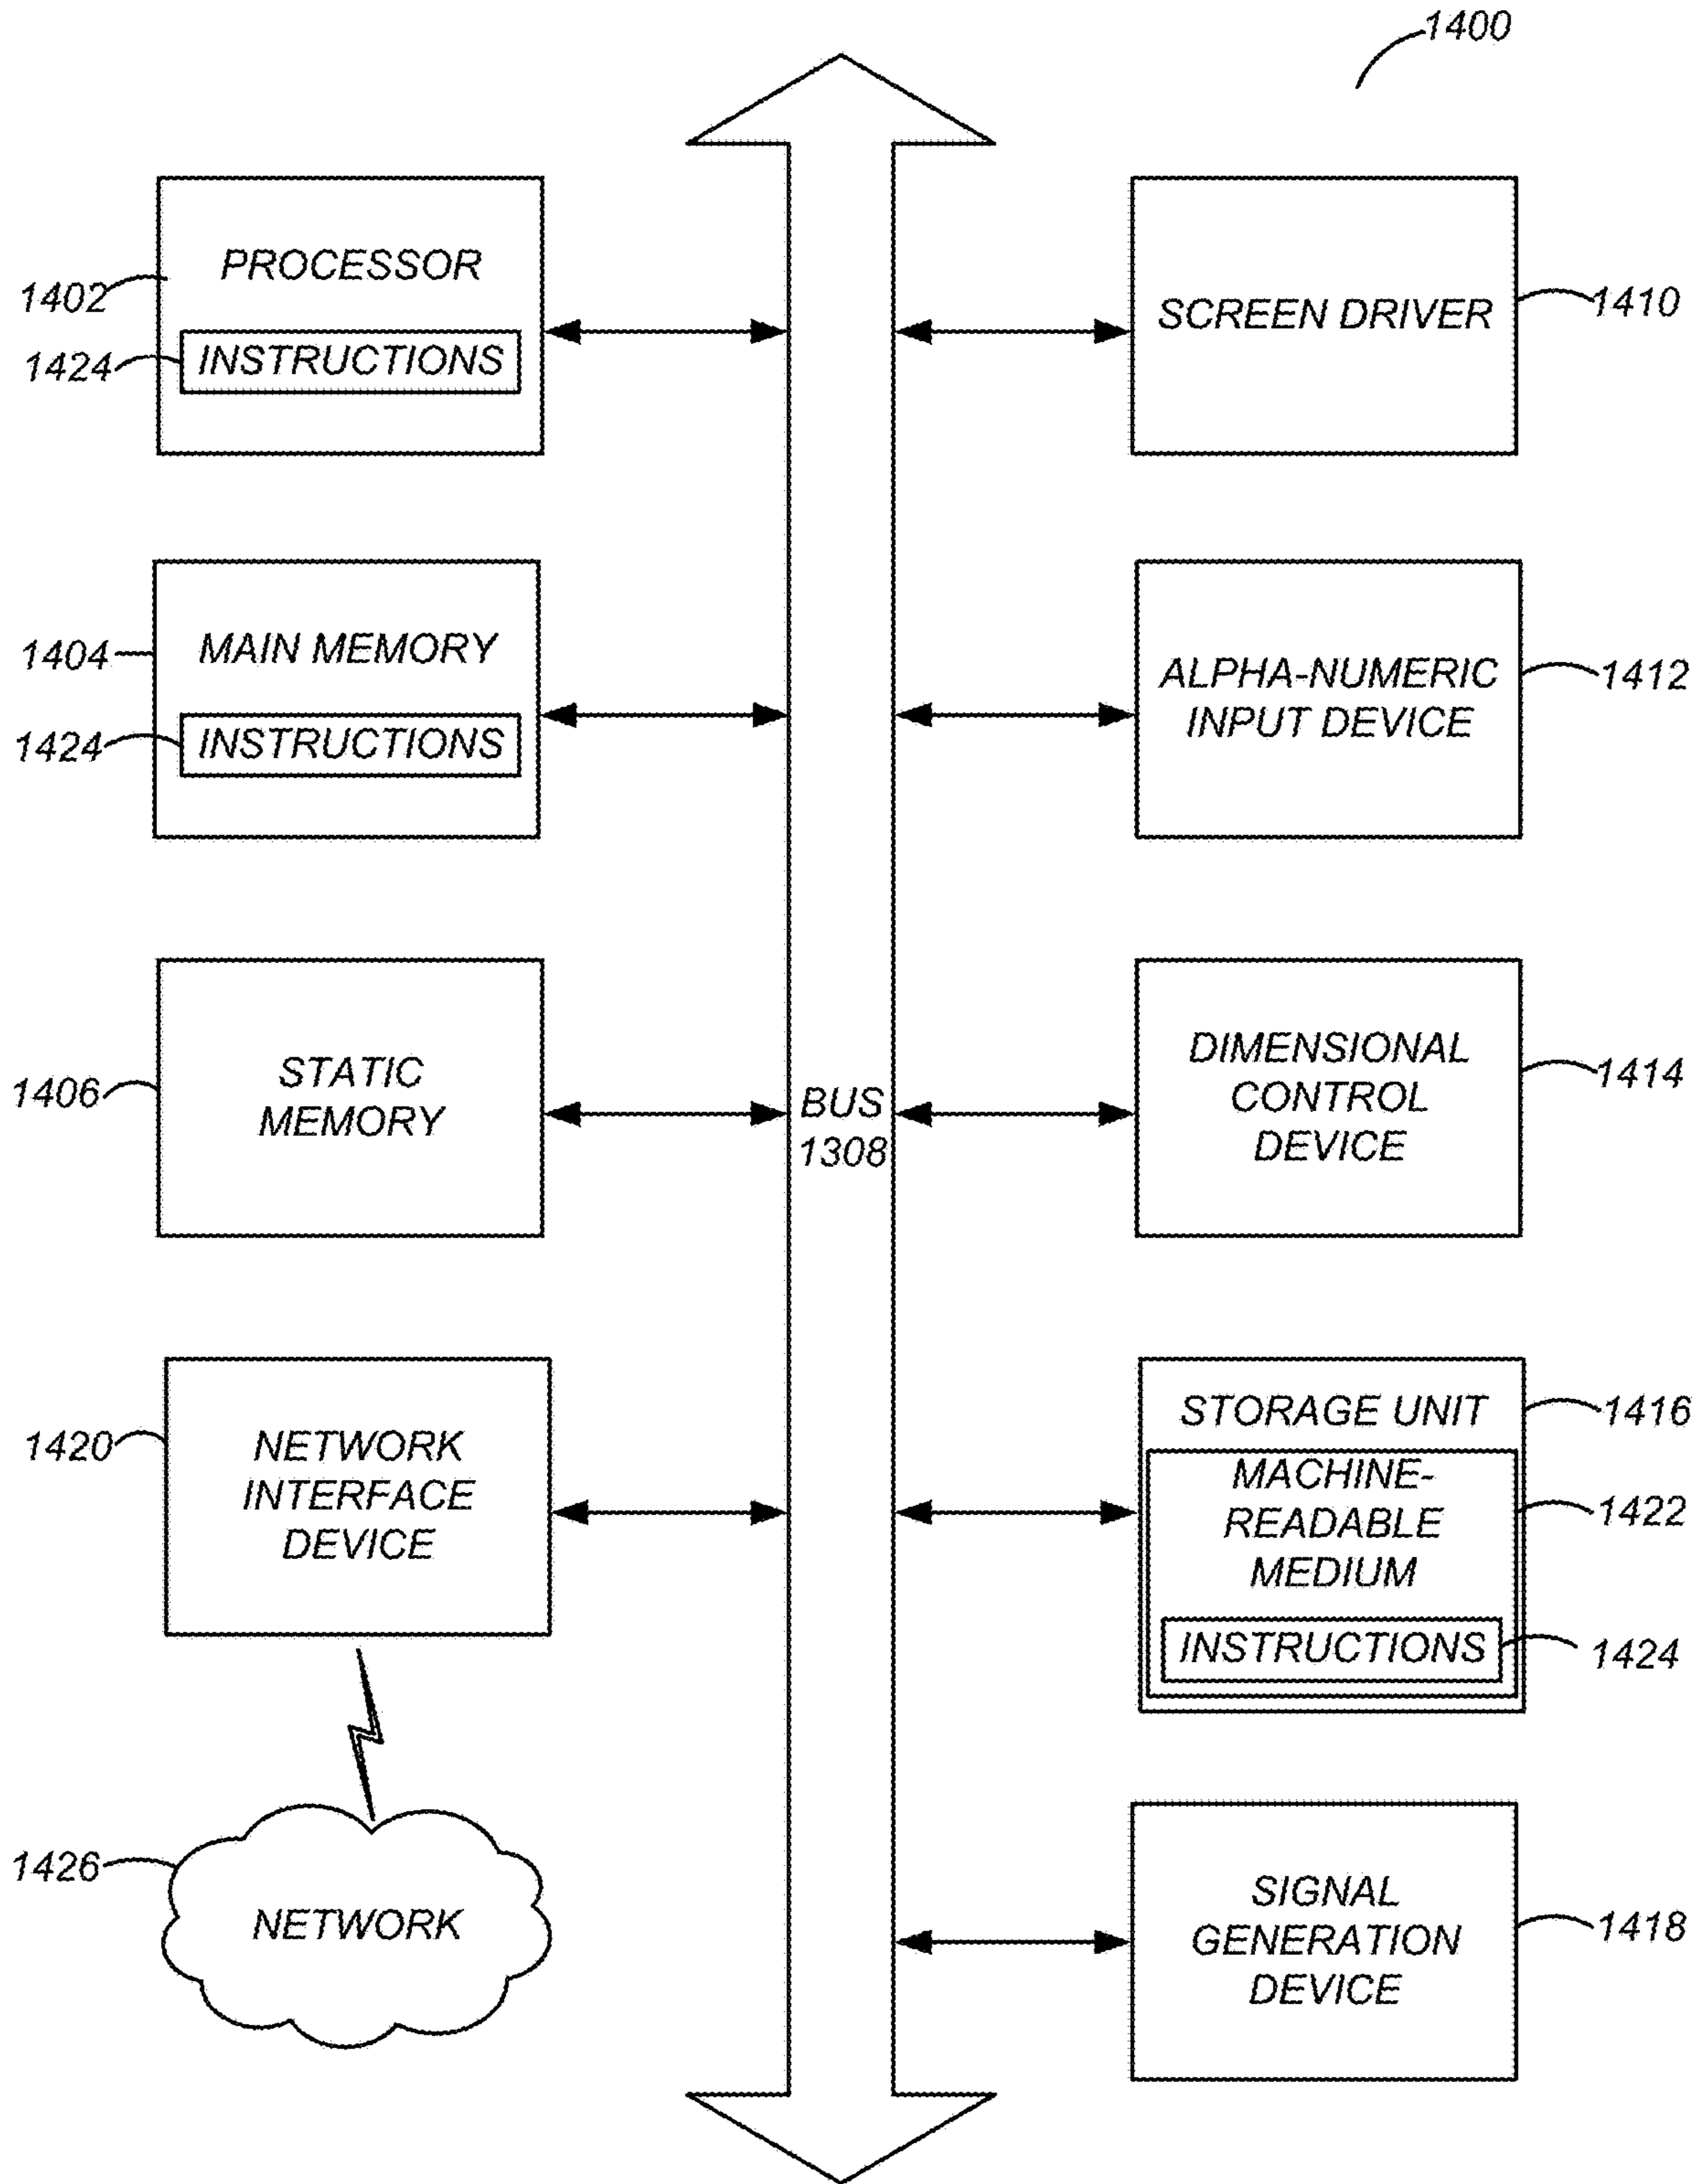 1400
PROCESSOR
1402
1424
INSTRUCTIONS
SCREEN DRIVER
1410
MAIN MEMORY
1404
1424
INSTRUCTIONS
ALPHA-NUMERIC
INPUT DEVICE
1412
STATIC
MEMORY
1406
BUS
1308
DIMENSIONAL
CONTROL
DEVICE
1414
NETWORK
INTERFACE
DEVICE
1420
STORAGE UNIT
1416
MACHINE-
READABLE
MEDIUM
1422
INSTRUCTIONS
1424
1426
NETWORK
SIGNAL
GENERATION
DEVICE
1418